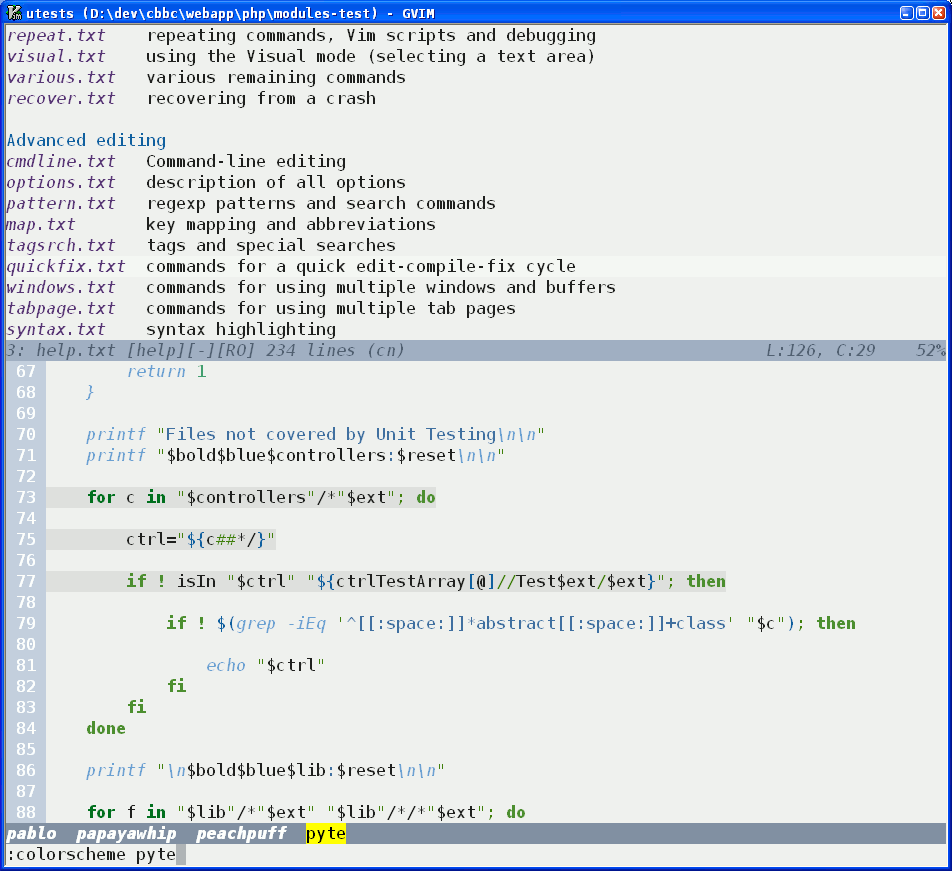 utests (D:\dev\cbbc\webapp\php\modules-test) - GVIM
repeat.txt    repeating commands, Vim scripts and debugging
visual.txt    using the Visual mode (selecting a text area)
various.txt   various remaining commands
recover.txt   recovering from a crash
Advanced editing
cmdline.txt   Command-line editing
options.txt   description of all options
pattern.txt   regexp patterns and search commands
map.txt       key mapping and abbreviations
tagsrch.txt   tags and special searches
quickfix.txt  commands for a quick edit-compile-fix cycle
windows.txt   commands for using multiple windows and buffers
tabpage.txt   commands for using multiple tab pages
syntax.txt    syntax highlighting
3: help.txt [help][-][RO] 234 lines (cn)                                    L:126, C:29    52%
67         return 1
68     }
69
70     printf "Files not covered by Unit Testing\n\n"
71     printf "$bold$blue$controllers:$reset\n\n"
72
73     for c in "$controllers"/*"$ext"; do
74
75         ctrl="${c##*/}"
76
77         if ! isIn "$ctrl" "${ctrlTestArray[@]//Test$ext/$ext}"; then
78
79             if ! $(grep -iEq '^[[:space:]]*abstract[[:space:]]+class' "$c"); then
80
81                 echo "$ctrl"
82             fi
83         fi
84     done
85
86     printf "\n$bold$blue$lib:$reset\n\n"
87
88     for f in "$lib"/*"$ext" "$lib"/*/*"$ext"; do
pablo  papayawhip  peachpuff  pyte
:colorscheme pyte